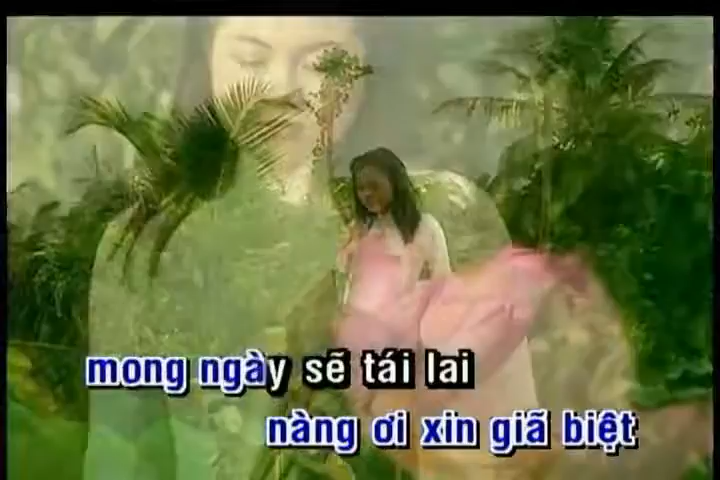 mong ngày sẽ tái lai
nàng ơi xin giã biệt